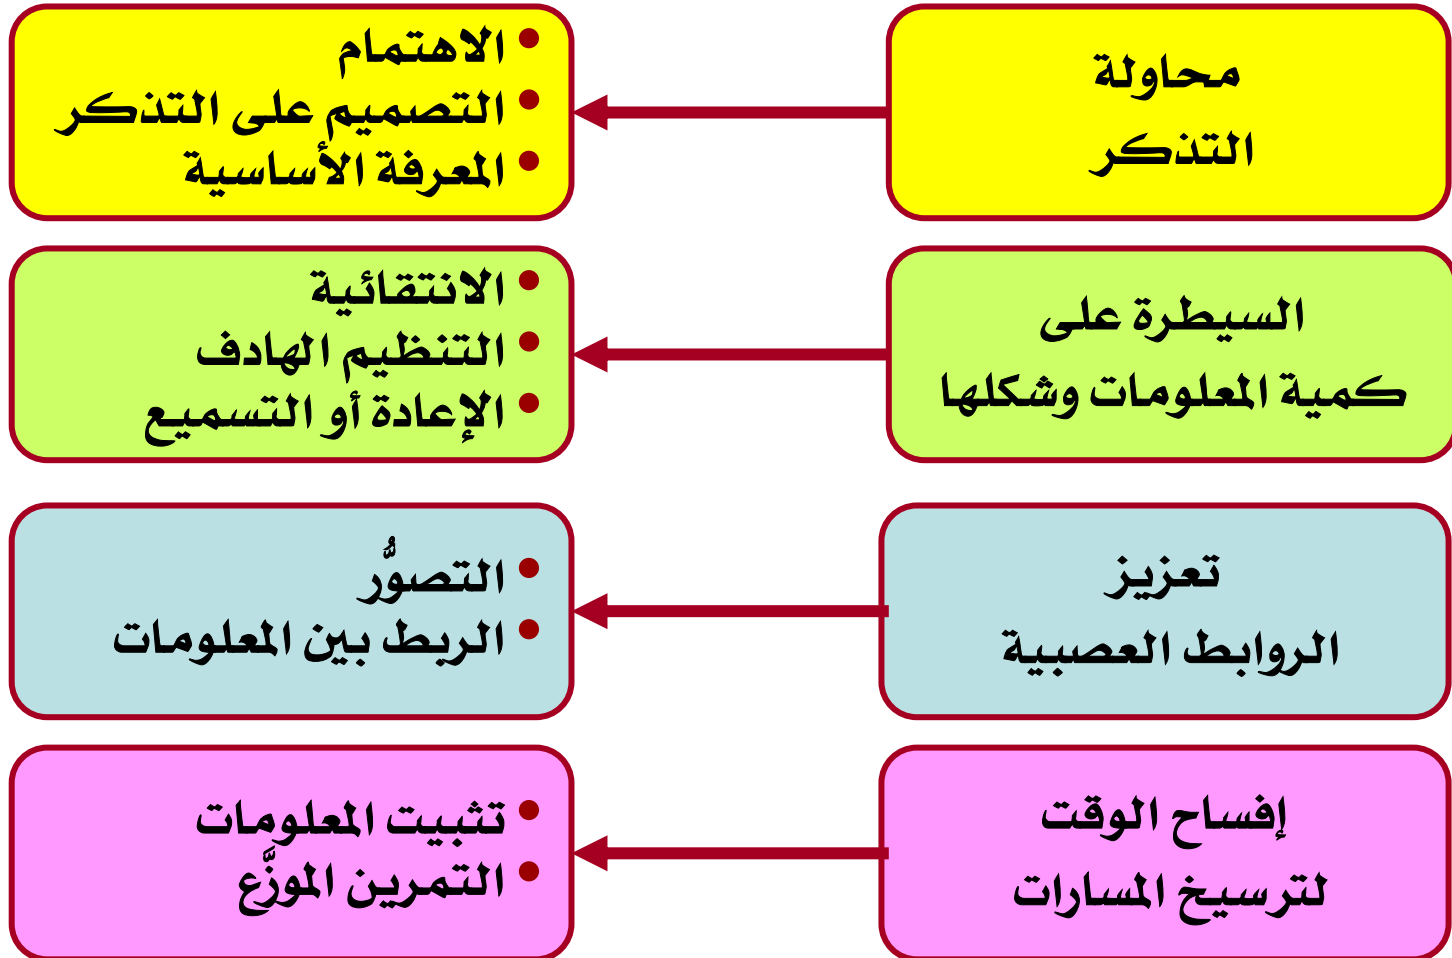 محاولة
التذكر
• الاهتمام
• التصميم على التذكر
• المعرفة الأساسية
السيطرة على
كمية المعلومات وشكلها
• الانتقائية
• التنظيم الهادف
• الإعادة أو التسميع
تعزيز
الروابط العصبية
• التصوُّر
• الربط بين المعلومات
إفساح الوقت
لترسيخ المسارات
• تثبيت المعلومات
• التمرين الموزَّع